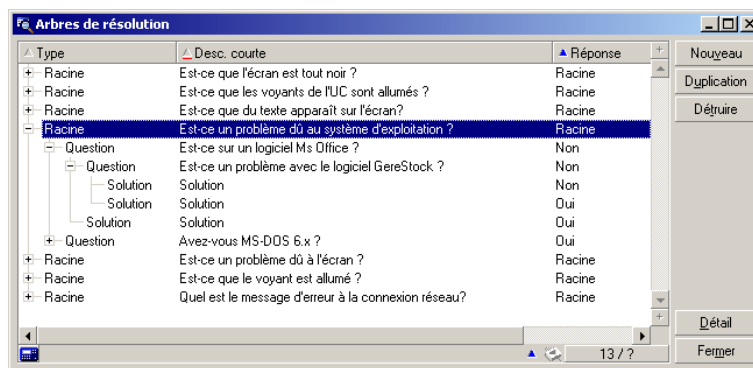 Arbres de résolution
Type Desc. courte Réponse Nouveau
Racine Est-ce que l'écran est tout noir ? Racine
Racine Est-ce que les voyants de l'UC sont allumés ? Racine Duplication
Racine Est-ce que du texte apparaît sur l'écran? Racine Détruire
Racine Est-ce un problème dû au système d'exploitation ? Racine
Question Est-ce sur un logiciel Ms Office ? Non
Question Est-ce un problème avec le logiciel GereStock ? Non
Solution Solution Non
Solution Solution Oui
Solution Solution Oui
Question Avez-vous MS-DOS 6.x ? Oui
Racine Est-ce un problème dû à l'écran ? Racine
Racine Est-ce que le voyant est allumé ? Racine
Racine Quel est le message d'erreur à la connexion réseau? Racine
Détail
13 / ? Fermer